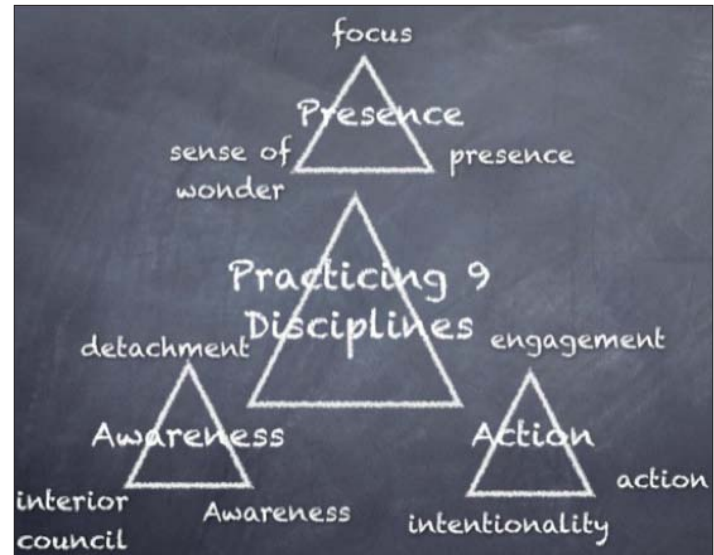 focus
Presence
sense of
wonder
presence
Practicing 9
Disciplines
detachment
engagement
Awareness
Action
interior
council
Awareness
intentionality
action